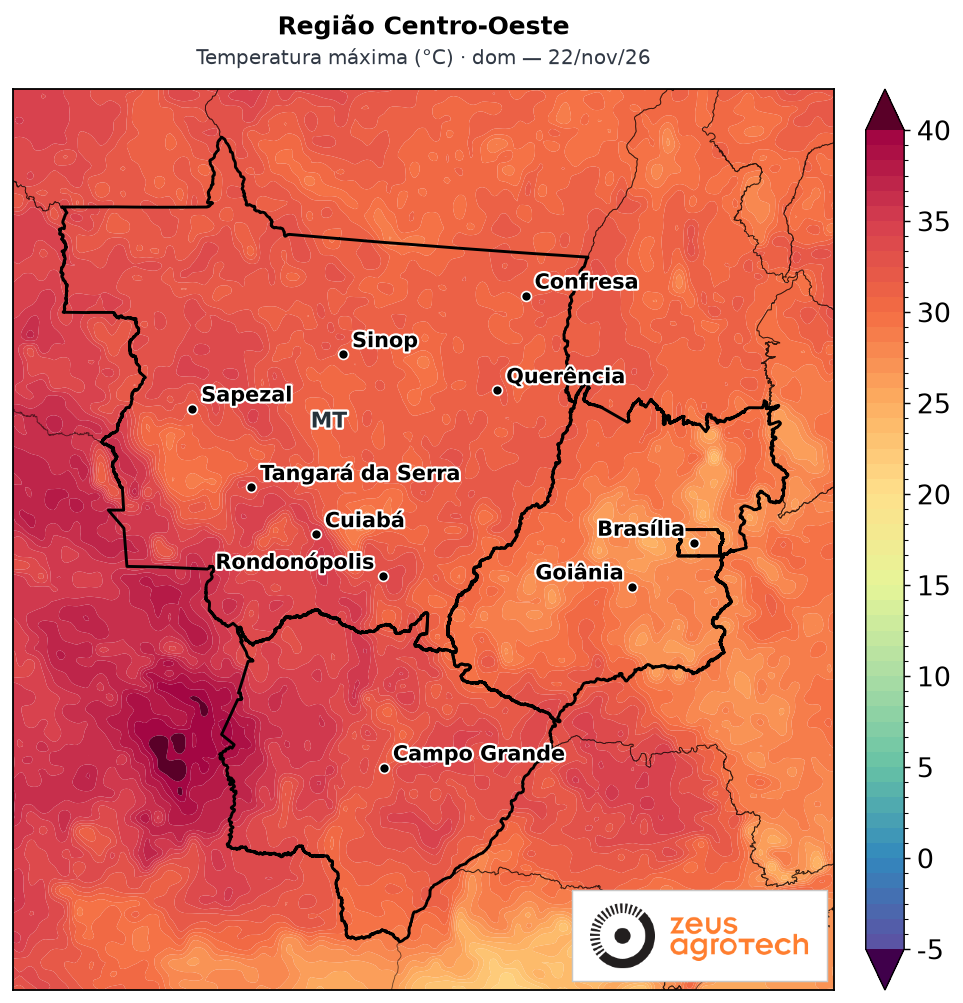 Região Centro-Oeste
Temperatura máxima (°C) · dom — 22/nov/26
40
35
30
25
20
15
10
5
0
-5
Confresa
Sinop
Querência
Sapezal
MT
Tangará da Serra
Cuiabá
Brasília
Rondonópolis
Goiânia
Campo Grande
zeus
agrotech